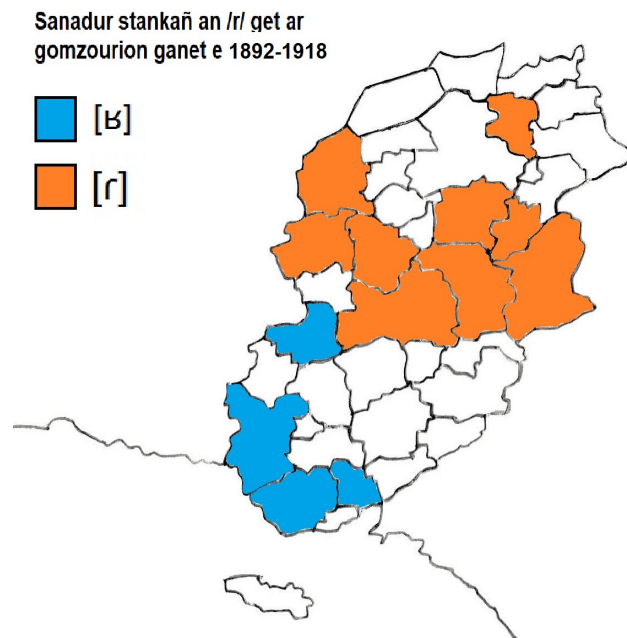 Sanadur stankañ an /r/ get ar
gomzourion ganet e 1892-1918
[ʁ]
[ɾ]